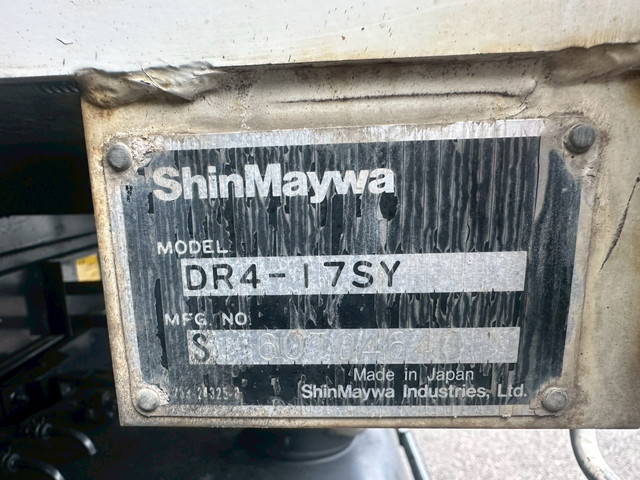 ShinMaywa
MODEL
DR4-17SY
MFG. NO.
S
Made in Japan
ShinMaywa Industries, Ltd.